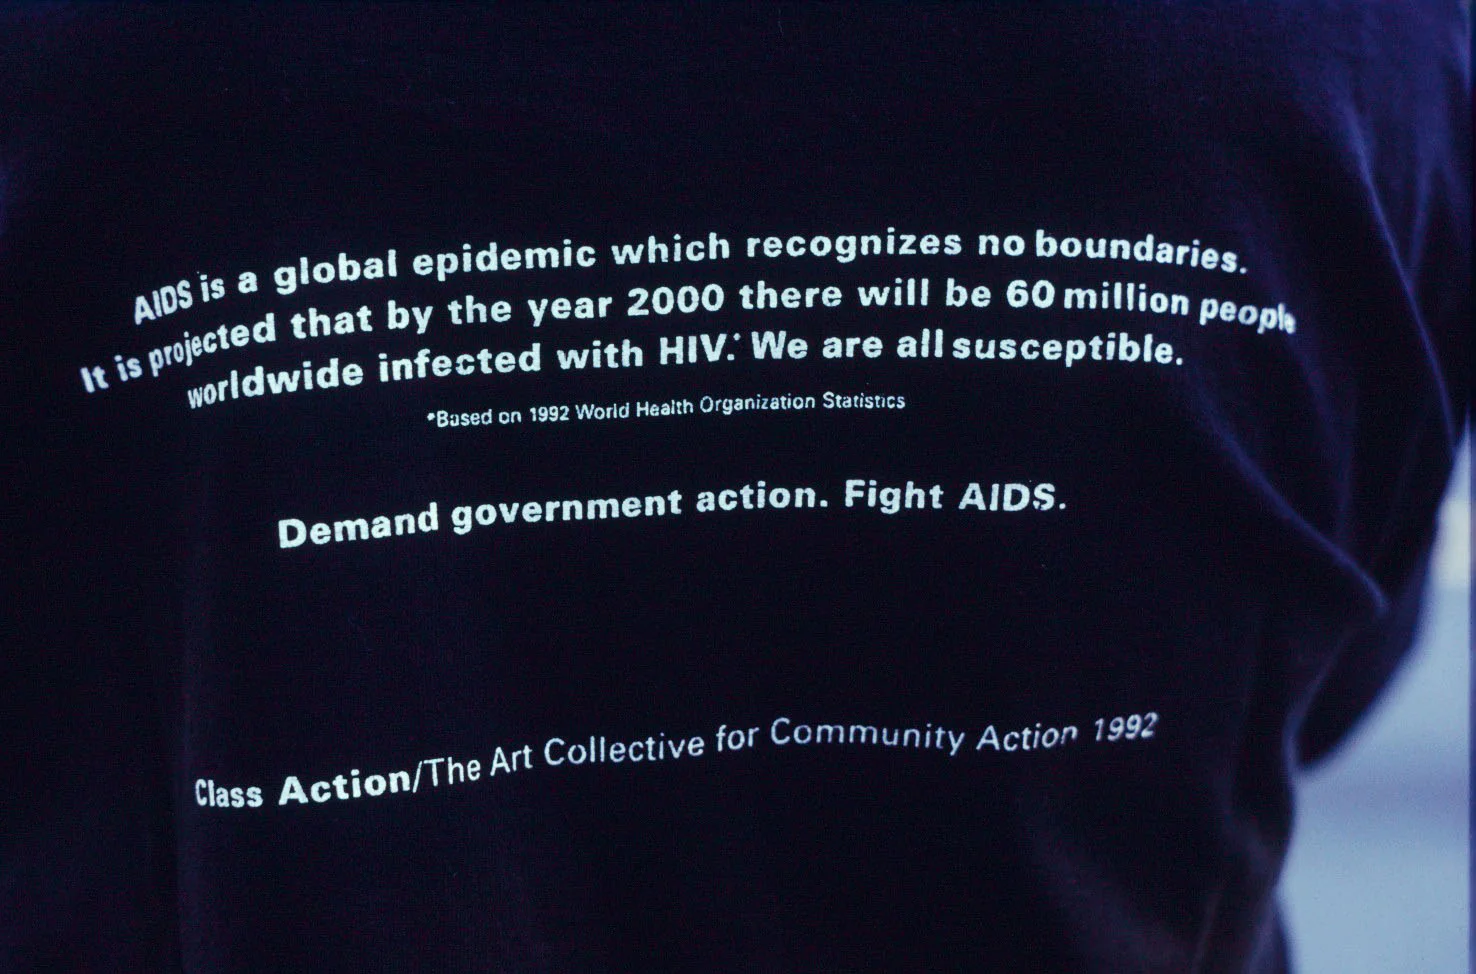 AIDS is a global epidemic which recognizes no boundaries.
It is projected that by the year 2000 there will be 60 million people
worldwide infected with HIV.* We are all susceptible.
*Based on 1992 World Health Organization Statistics
Demand government action. Fight AIDS.
Class Action/The Art Collective for Community Action 1992